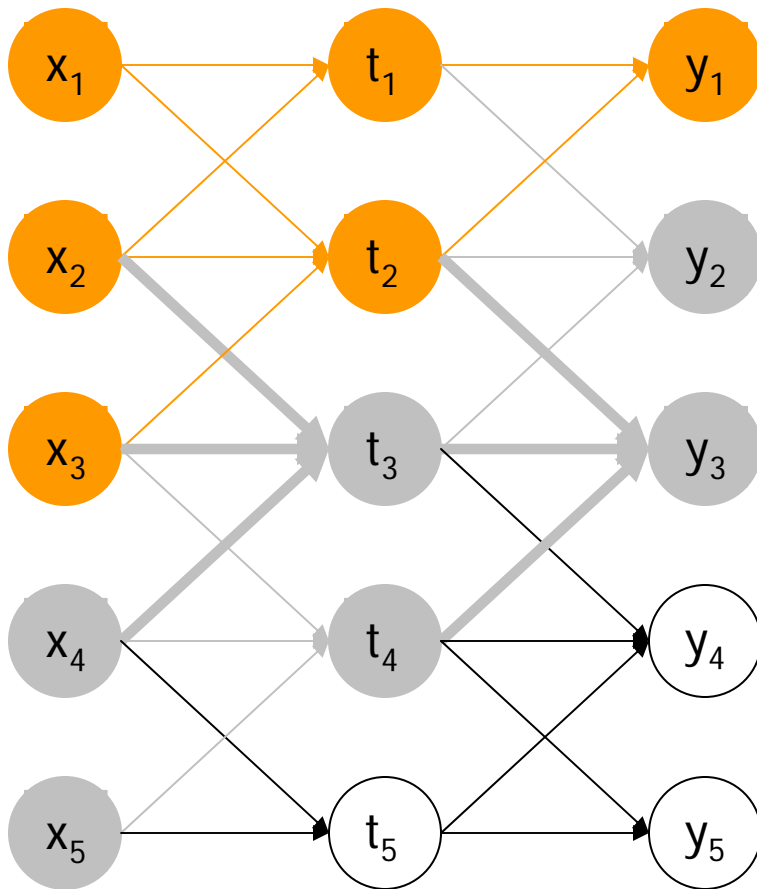 x₁ t₁ y₁
x₂ t₂ y₂
x₃ t₃ y₃
x₄ t₄ y₄
x₅ t₅ y₅